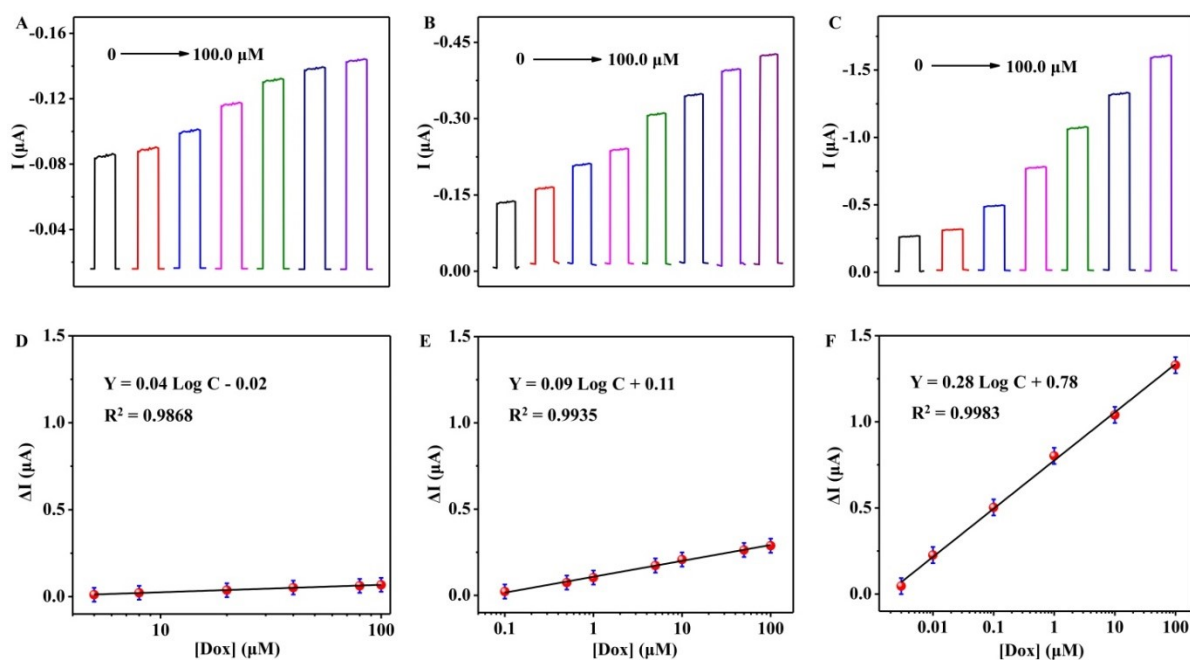 A
0 → 100.0 µM
-0.16
-0.12
-0.08
-0.04
I (µA)
B
0 → 100.0 µM
-0.45
-0.30
-0.15
0.00
I (µA)
C
0 → 100.0 µM
-1.5
-1.0
-0.5
0.0
I (µA)
D
Y = 0.04 Log C - 0.02
R² = 0.9868
1.5
1.0
0.5
0.0
ΔI (µA)
10
100
[Dox] (µM)
E
Y = 0.09 Log C + 0.11
R² = 0.9935
1.5
1.0
0.5
0.0
ΔI (µA)
0.1
1
10
100
[Dox] (µM)
F
Y = 0.28 Log C + 0.78
R² = 0.9983
1.5
1.0
0.5
0.0
ΔI (µA)
0.01
0.1
1
10
100
[Dox] (µM)